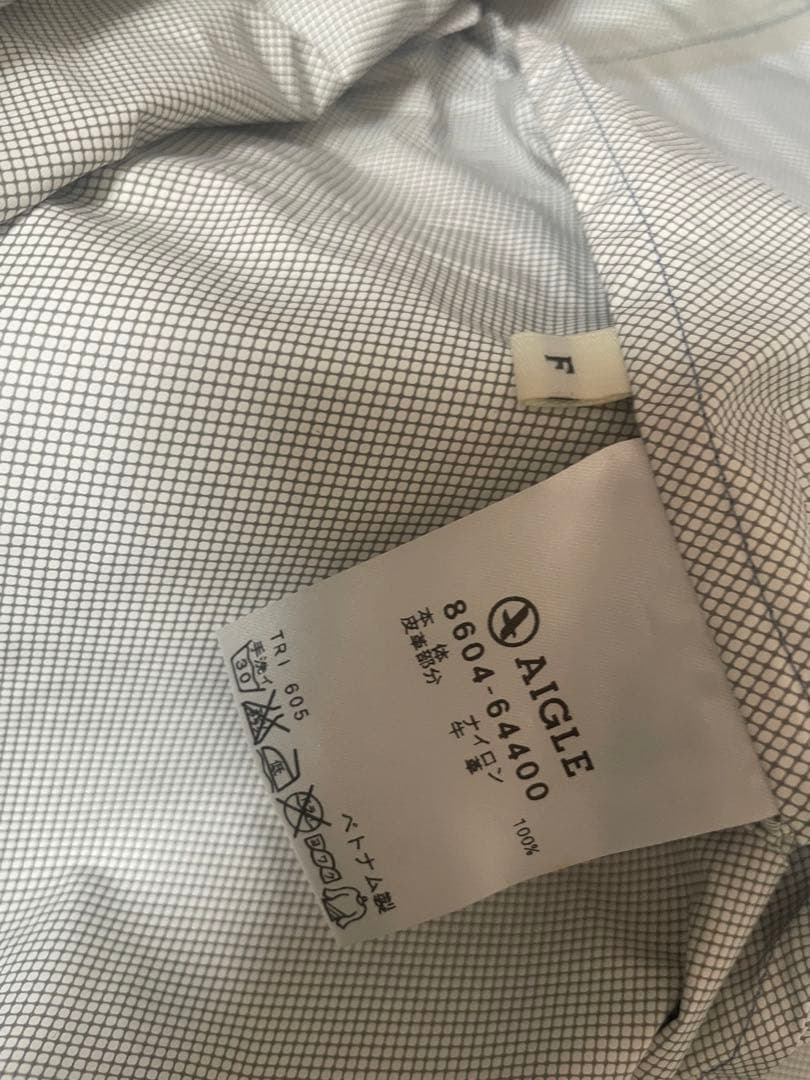 F
AIGLE
8604-64400
本 体 ナイロン 100%
皮革部分 牛 革
TRI 605
手洗イ
30
低
ベトナム製